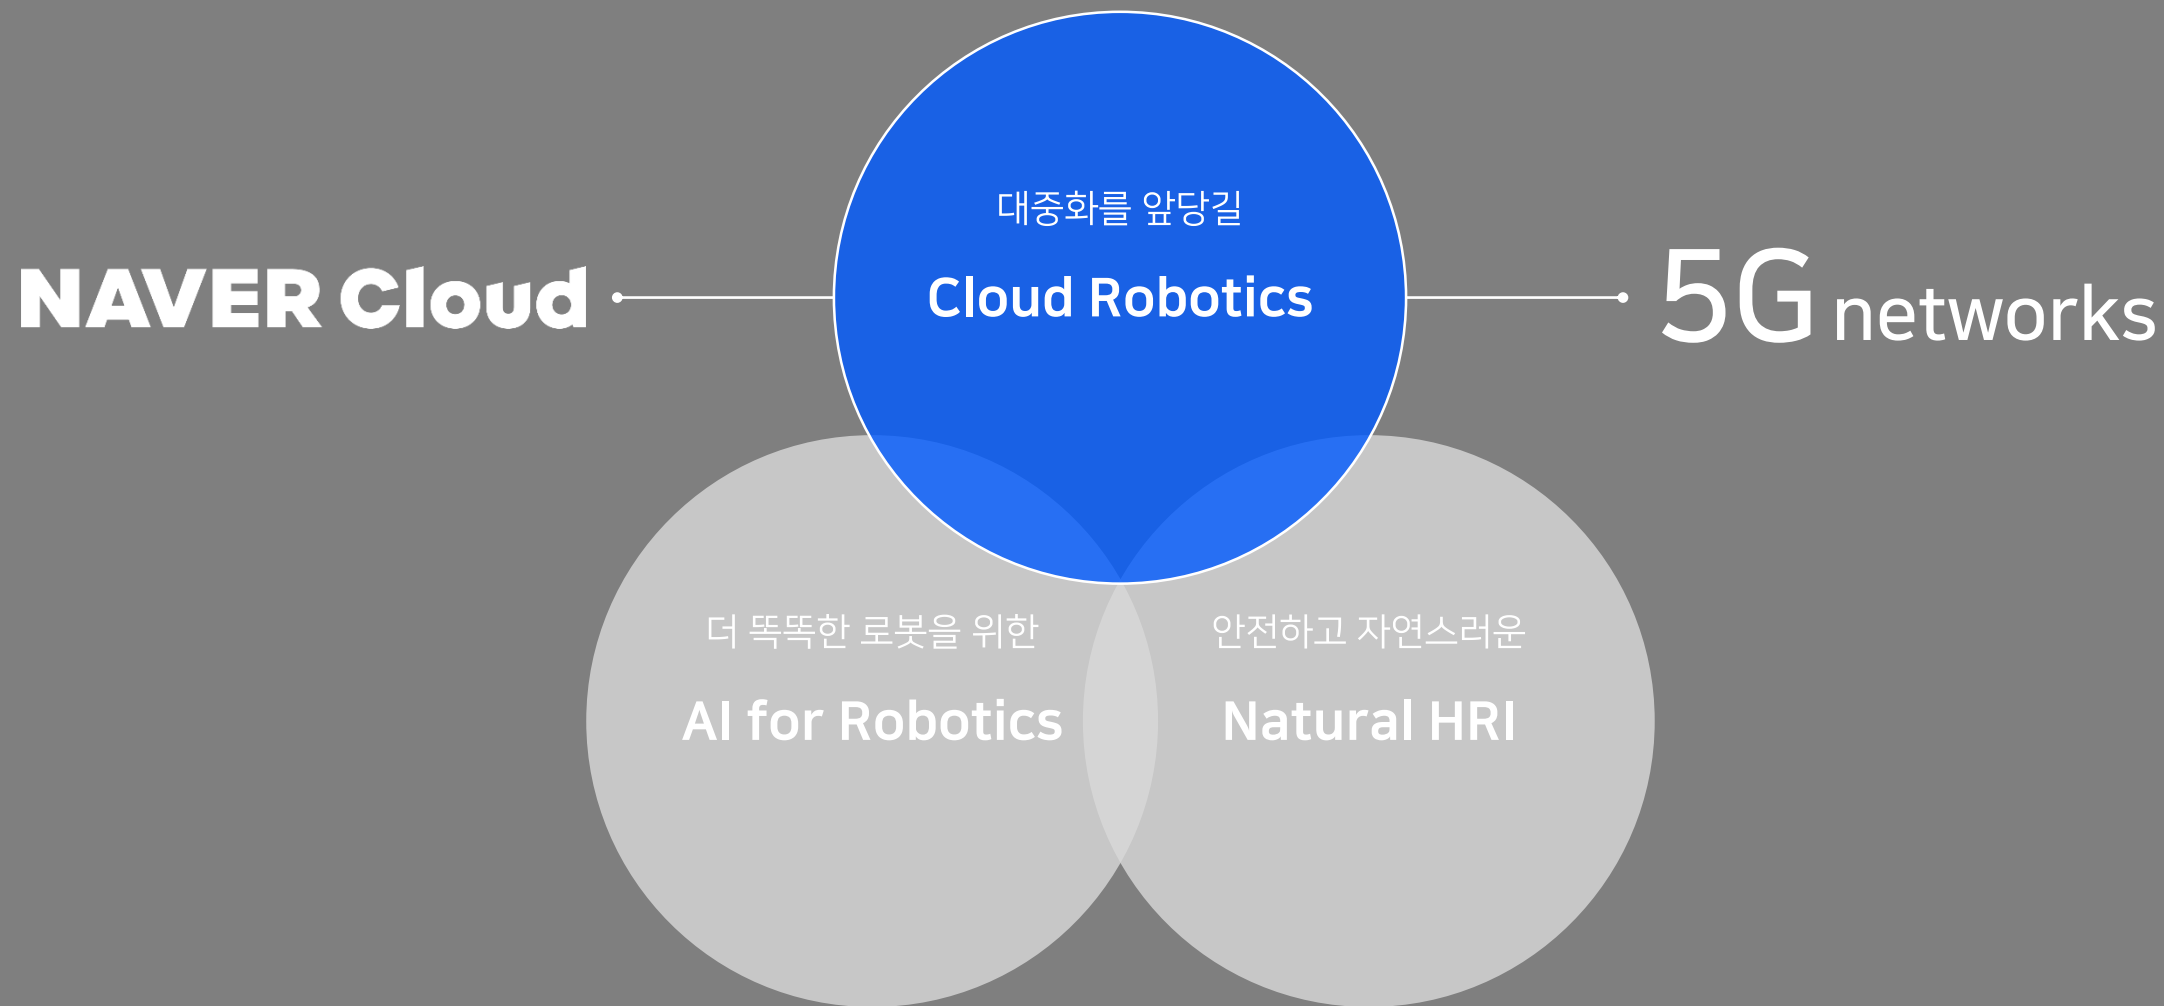 대중화를 앞당길
Cloud Robotics
NAVER Cloud
5G networks
더 똑똑한 로봇을 위한
AI for Robotics
안전하고 자연스러운
Natural HRI